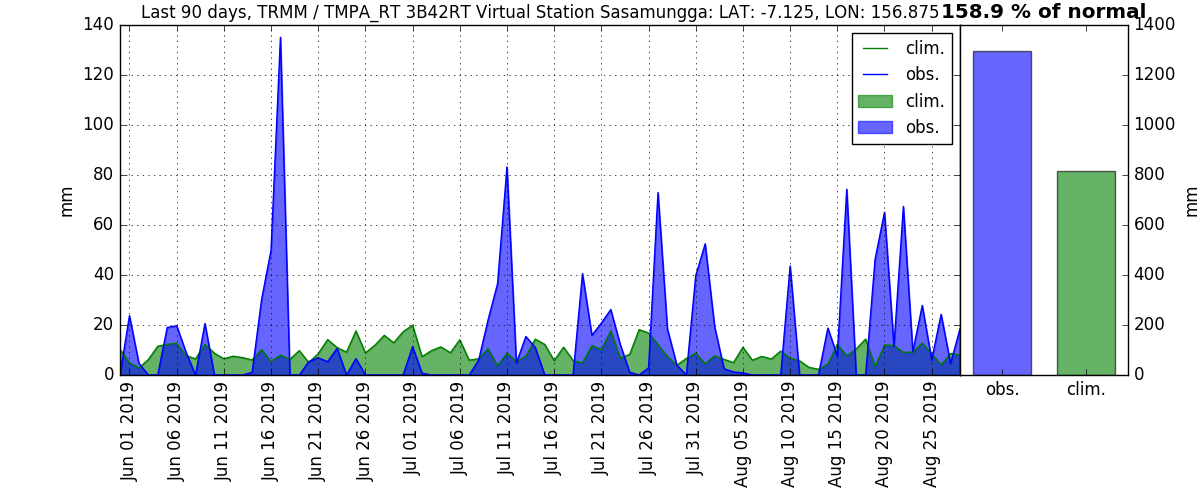 Last 90 days, TRMM / TMPA_RT 3B42RT Virtual Station Sasamungga: LAT: -7.125, LON: 156.875
158.9 % of normal
140
120
100
80
60
40
20
0
mm
clim.
obs.
clim.
obs.
Jun 01 2019
Jun 06 2019
Jun 11 2019
Jun 16 2019
Jun 21 2019
Jun 26 2019
Jul 01 2019
Jul 06 2019
Jul 11 2019
Jul 16 2019
Jul 21 2019
Jul 26 2019
Jul 31 2019
Aug 05 2019
Aug 10 2019
Aug 15 2019
Aug 20 2019
Aug 25 2019
1400
1200
1000
800
600
400
200
0
mm
obs.
clim.